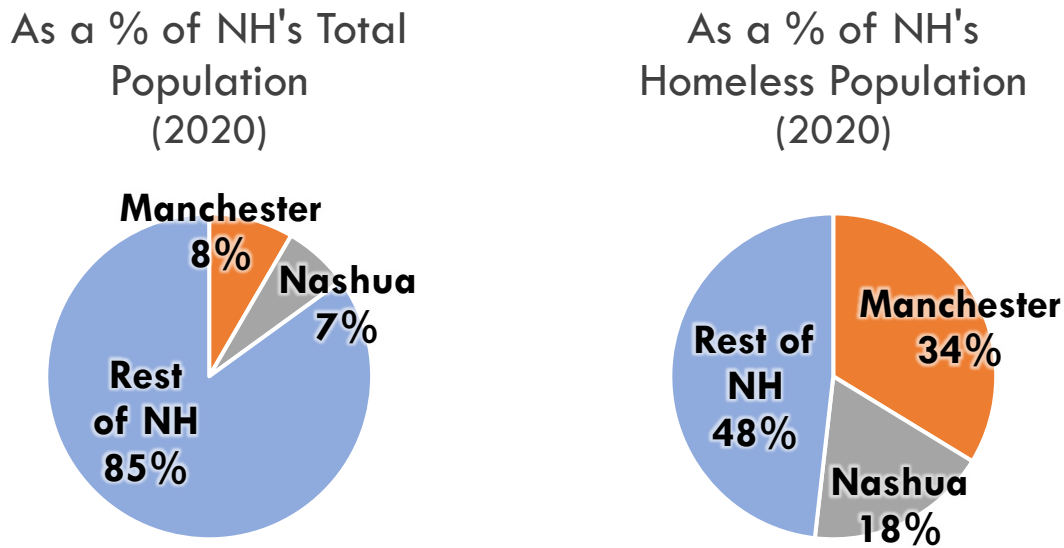 As a % of NH's Total
Population
(2020)
Manchester
8%
Nashua
7%
Rest
of NH
85%
As a % of NH's
Homeless Population
(2020)
Manchester
34%
Rest of
NH
48%
Nashua
18%